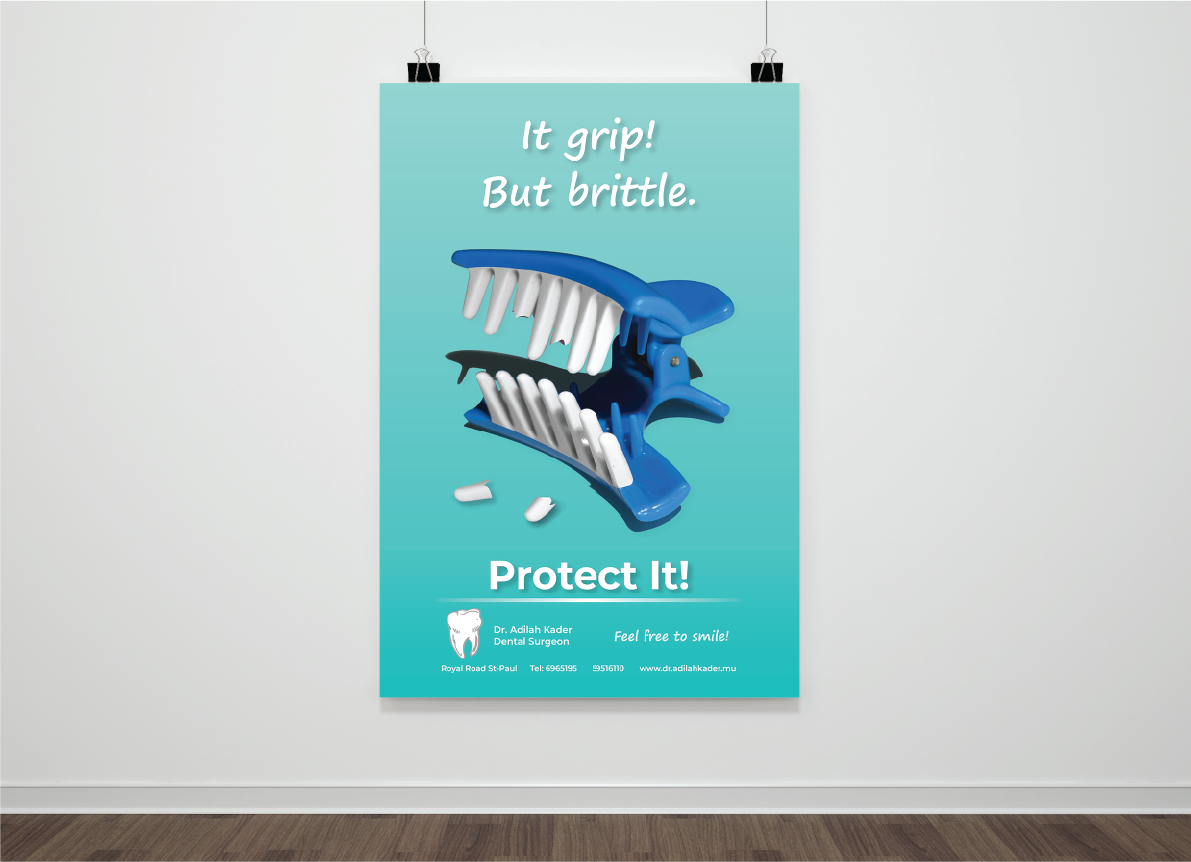 It grip!
But brittle.
Protect It!
Dr. Adilah Kader
Dental Surgeon
Feel free to smile!
Royal Road St-Paul Tel: 6965195 59516110 www.dr.adilahkader.mu